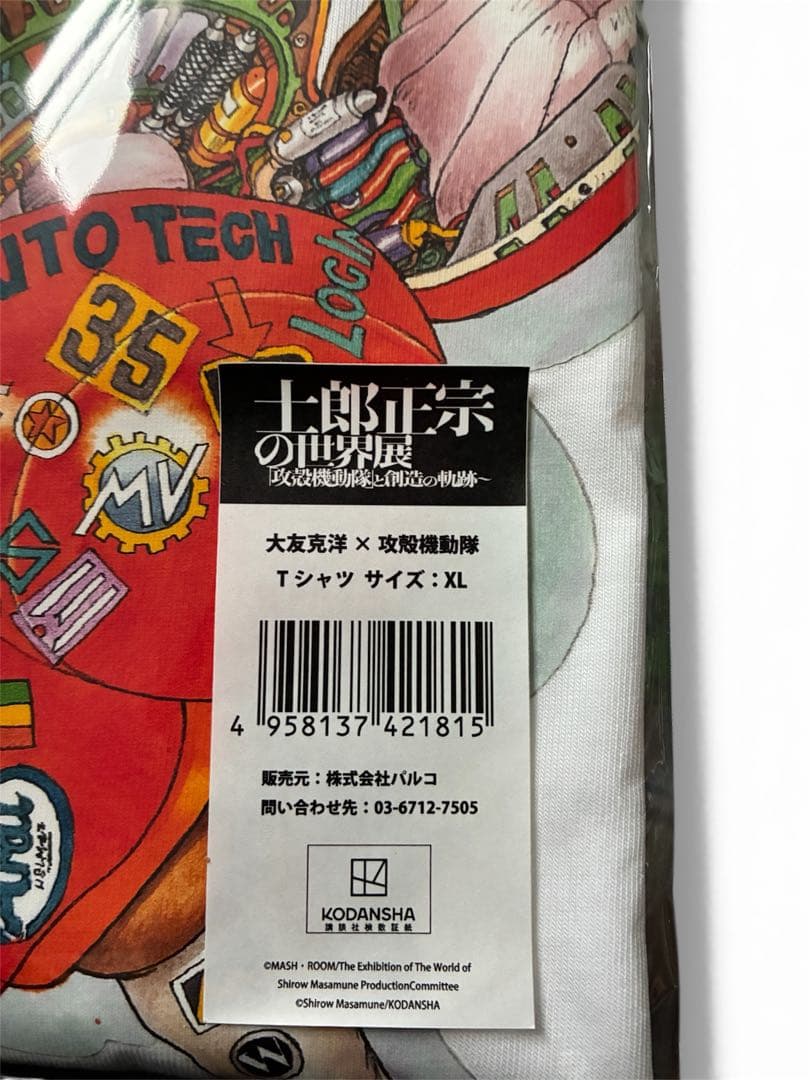 UTO TECH
LOCTA
35
MV
士郎正宗
の世界展
「攻殻機動隊」と創造の軌跡～
大友克洋 × 攻殻機動隊
Tシャツ サイズ：XL
4 958137 421815
販売元：株式会社パルコ
問い合わせ先：03-6712-7505
KODANSHA
講談社検数証紙
©MASH・ROOM/The Exhibition of The World of
Shirow Masamune ProductionCommittee
©Shirow Masamune/KODANSHA
W